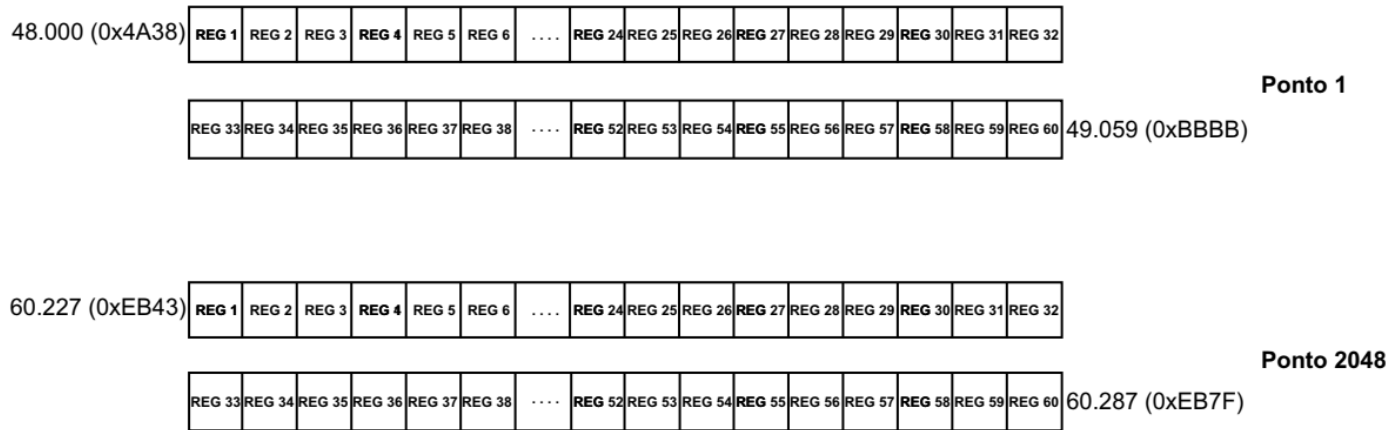 48.000 (0x4A38) REG 1 REG 2 REG 3 REG 4 REG 5 REG 6 .... REG 24 REG 25 REG 26 REG 27 REG 28 REG 29 REG 30 REG 31 REG 32
Ponto 1
REG 33 REG 34 REG 35 REG 36 REG 37 REG 38 .... REG 52 REG 53 REG 54 REG 55 REG 56 REG 57 REG 58 REG 59 REG 60 49.059 (0xBBBB)
60.227 (0xEB43) REG 1 REG 2 REG 3 REG 4 REG 5 REG 6 .... REG 24 REG 25 REG 26 REG 27 REG 28 REG 29 REG 30 REG 31 REG 32
Ponto 2048
REG 33 REG 34 REG 35 REG 36 REG 37 REG 38 .... REG 52 REG 53 REG 54 REG 55 REG 56 REG 57 REG 58 REG 59 REG 60 60.287 (0xEB7F)